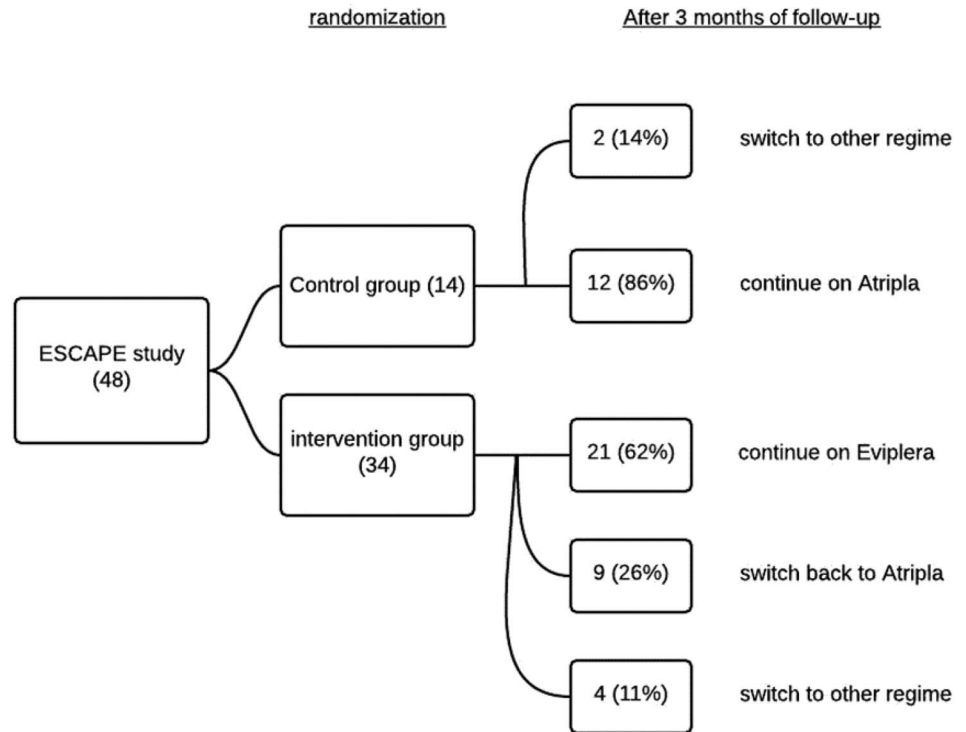 randomization
After 3 months of follow-up
2 (14%)
switch to other regime
Control group (14)
12 (86%)
continue on Atripla
ESCAPE study
(48)
intervention group
(34)
21 (62%)
continue on Eviplera
9 (26%)
switch back to Atripla
4 (11%)
switch to other regime